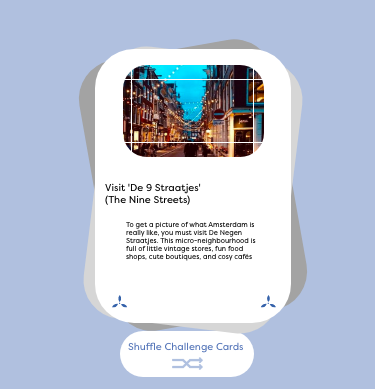 Visit 'De 9 Straatjes'
(The Nine Streets)
To get a picture of what Amsterdam is
really like, you must visit De Negen
Straatjes. This micro-neighbourhood is
full of little vintage stores, fun food
shops, cute boutiques, and cosy cafés
Shuffle Challenge Cards